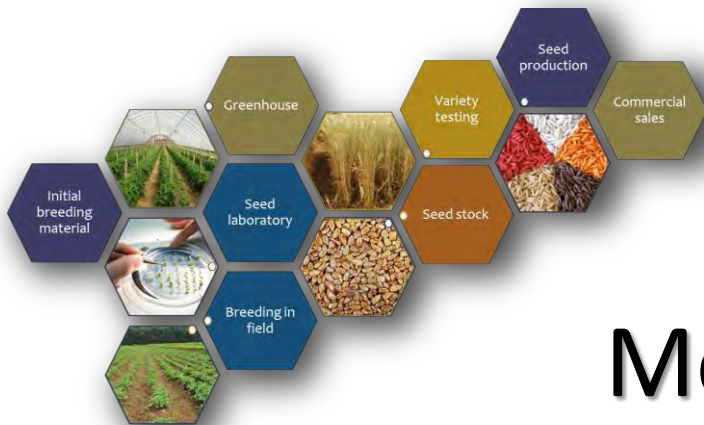 Seed
production
Greenhouse
Variety
testing
Commercial
sales
Initial
breeding
material
Seed
laboratory
Seed stock
Breeding in
field